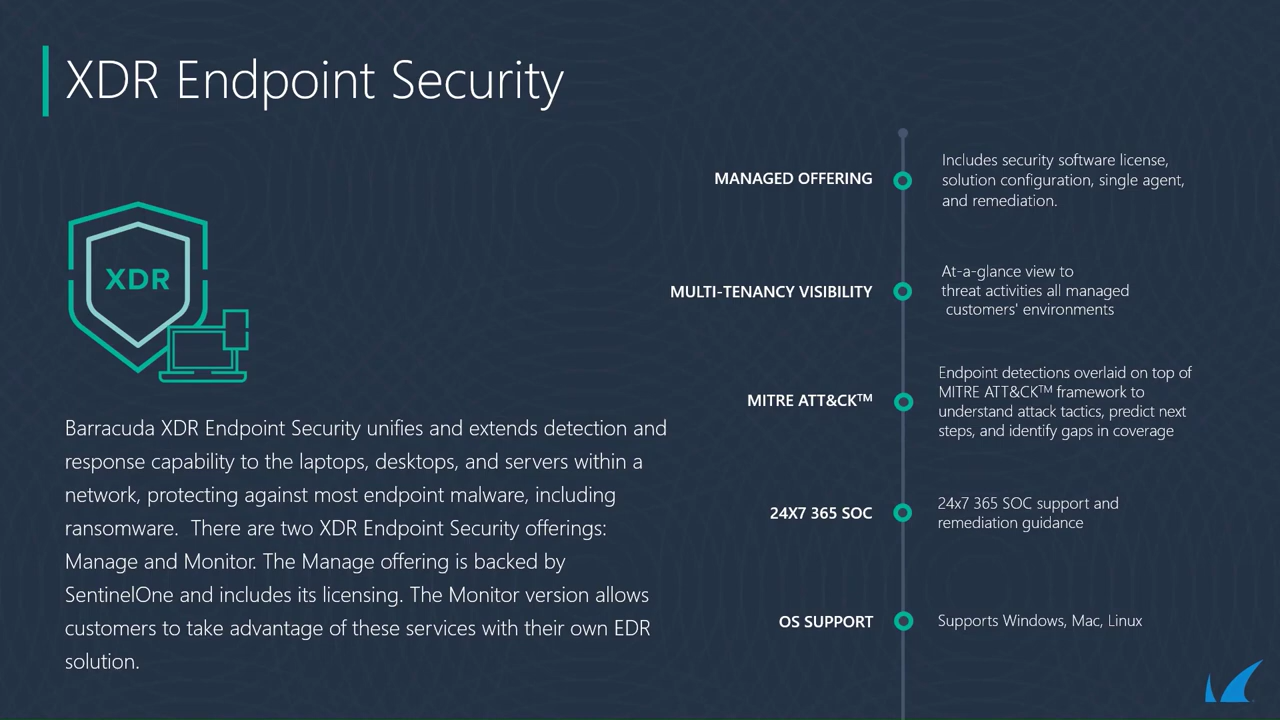 XDR Endpoint Security
XDR
Barracuda XDR Endpoint Security unifies and extends detection and
response capability to the laptops, desktops, and servers within a
network, protecting against most endpoint malware, including
ransomware.  There are two XDR Endpoint Security offerings:
Manage and Monitor. The Manage offering is backed by
SentinelOne and includes its licensing. The Monitor version allows
customers to take advantage of these services with their own EDR
solution.
MANAGED OFFERING
Includes security software license,
solution configuration, single agent,
and remediation.
MULTI-TENANCY VISIBILITY
At-a-glance view to
threat activities all managed
customers' environments
MITRE ATT&CK™
Endpoint detections overlaid on top of
MITRE ATT&CK™ framework to
understand attack tactics, predict next
steps, and identify gaps in coverage
24X7 365 SOC
24x7 365 SOC support and
remediation guidance
OS SUPPORT
Supports Windows, Mac, Linux